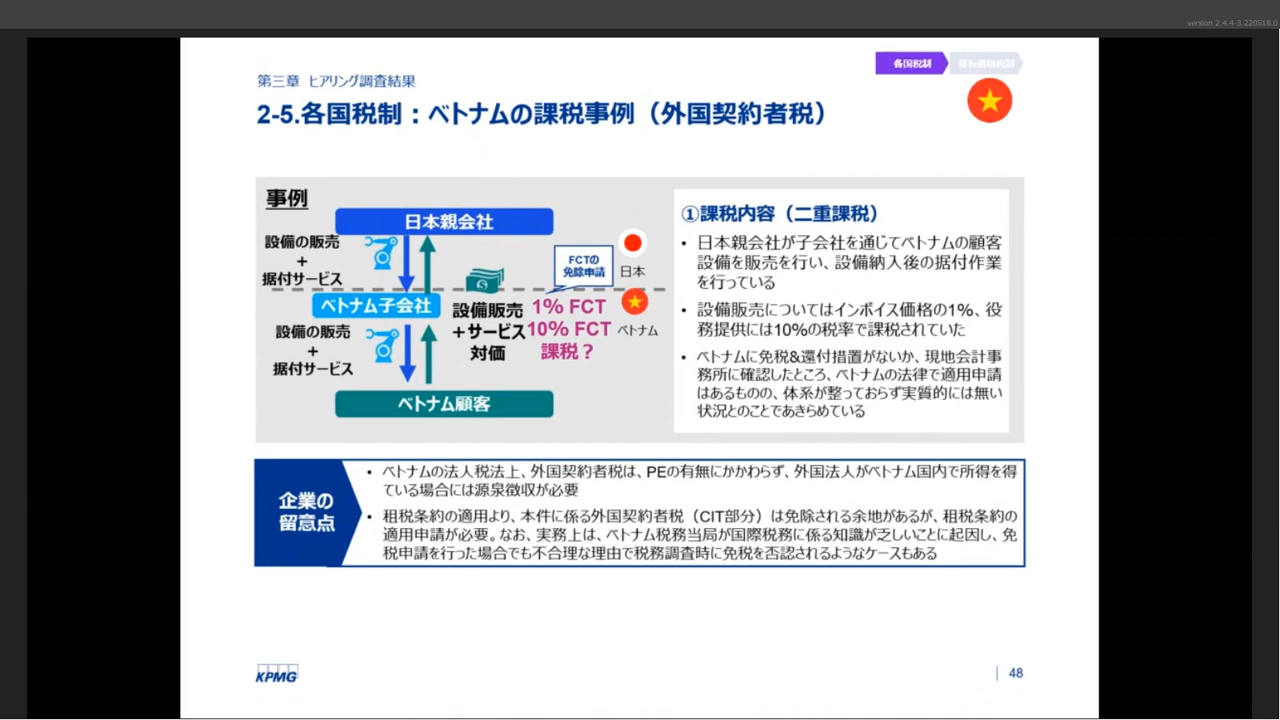 version 2.4.4-3.220518.0
各国税制
移転価格税制
第三章 ヒアリング調査結果
2-5.各国税制：ベトナムの課税事例（外国契約者税）
事例
日本親会社
設備の販売
+
据付サービス
FCTの
免除申請
日本
ベトナム子会社
設備販売
＋サービス
対価
1% FCT
10% FCT
課税？
ベトナム
設備の販売
+
据付サービス
ベトナム顧客
①課税内容（二重課税）
• 日本親会社が子会社を通じてベトナムの顧客
設備を販売を行い、設備納入後の据付作業
を行っている
• 設備販売についてはインボイス価格の1%、役
務提供には10%の税率で課税されていた
• ベトナムに免税&還付措置がないか、現地会計事
務所に確認したところ、ベトナムの法律で適用申請
はあるものの、体系が整っておらず実質的には無い
状況とのことであきらめている
企業の
留意点
• ベトナムの法人税法上、外国契約者税は、PEの有無にかかわらず、外国法人がベトナム国内で所得を得
ている場合には源泉徴収が必要
• 租税条約の適用より、本件に係る外国契約者税（CIT部分）は免除される余地があるが、租税条約の
適用申請が必要。なお、実務上は、ベトナム税務当局が国際税務に係る知識が乏しいことに起因し、免
税申請を行った場合でも不合理な理由で税務調査時に免税を否認されるようなケースもある
KPMG
48